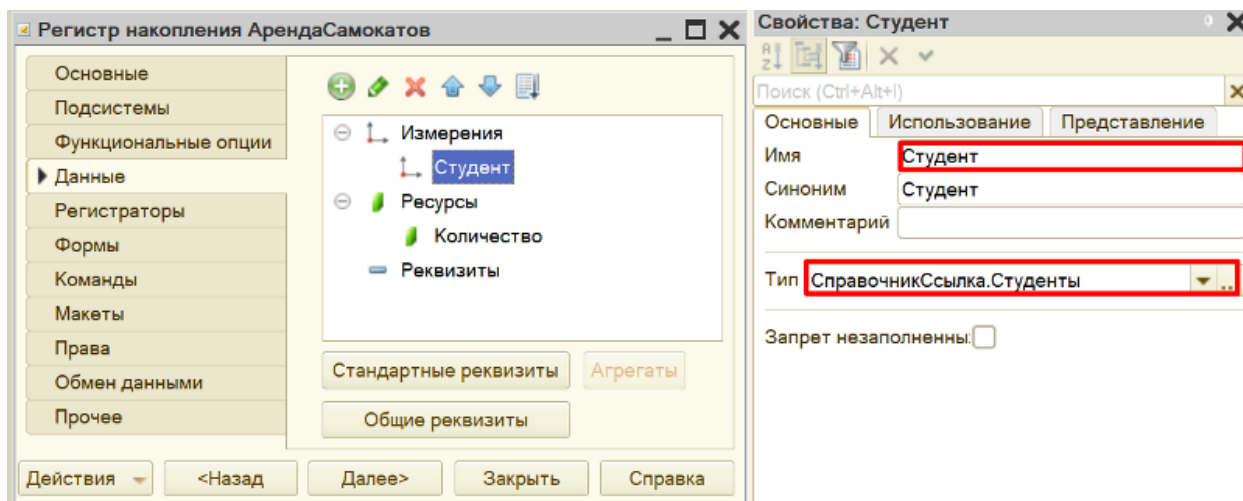 Регистр накопления АрендаСамокатов
Основные
Подсистемы
Функциональные опции
Данные
Регистраторы
Формы
Команды
Макеты
Права
Обмен данными
Прочее
Измерения
Студент
Ресурсы
Количество
Реквизиты
Стандартные реквизиты
Агрегаты
Общие реквизиты
Действия
<Назад
Далее>
Закрыть
Справка
Свойства: Студент
Поиск (Ctrl+Alt+I)
Основные
Использование
Представление
Имя
Студент
Синоним
Студент
Комментарий
Тип
СправочникСсылка.Студенты
Запрет незаполненны: